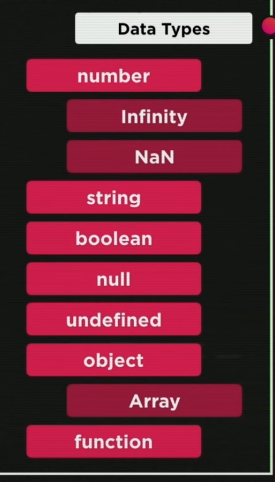 Data Types
number
Infinity
NaN
string
boolean
null
undefined
object
Array
function